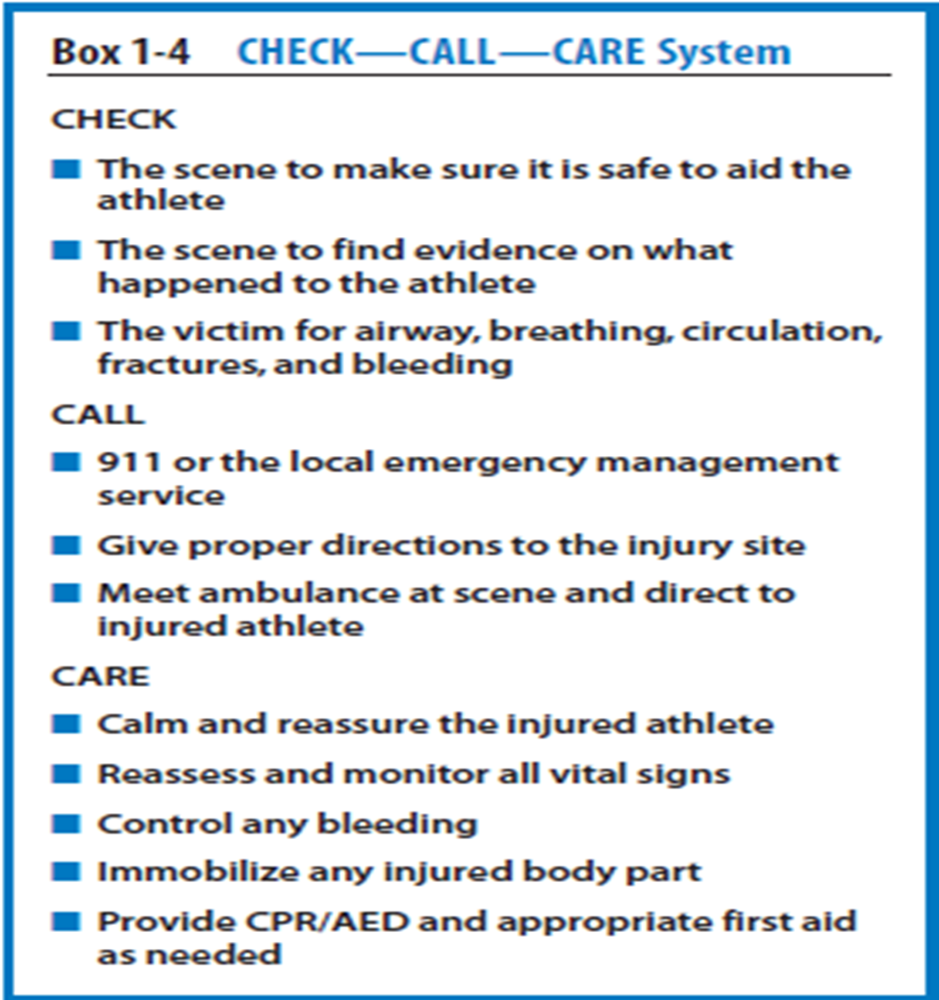 Box 1-4 CHECK—CALL—CARE System
CHECK
■ The scene to make sure it is safe to aid the
athlete
■ The scene to find evidence on what
happened to the athlete
■ The victim for airway, breathing, circulation,
fractures, and bleeding
CALL
■ 911 or the local emergency management
service
■ Give proper directions to the injury site
■ Meet ambulance at scene and direct to
injured athlete
CARE
■ Calm and reassure the injured athlete
■ Reassess and monitor all vital signs
■ Control any bleeding
■ Immobilize any injured body part
■ Provide CPR/AED and appropriate first aid
as needed